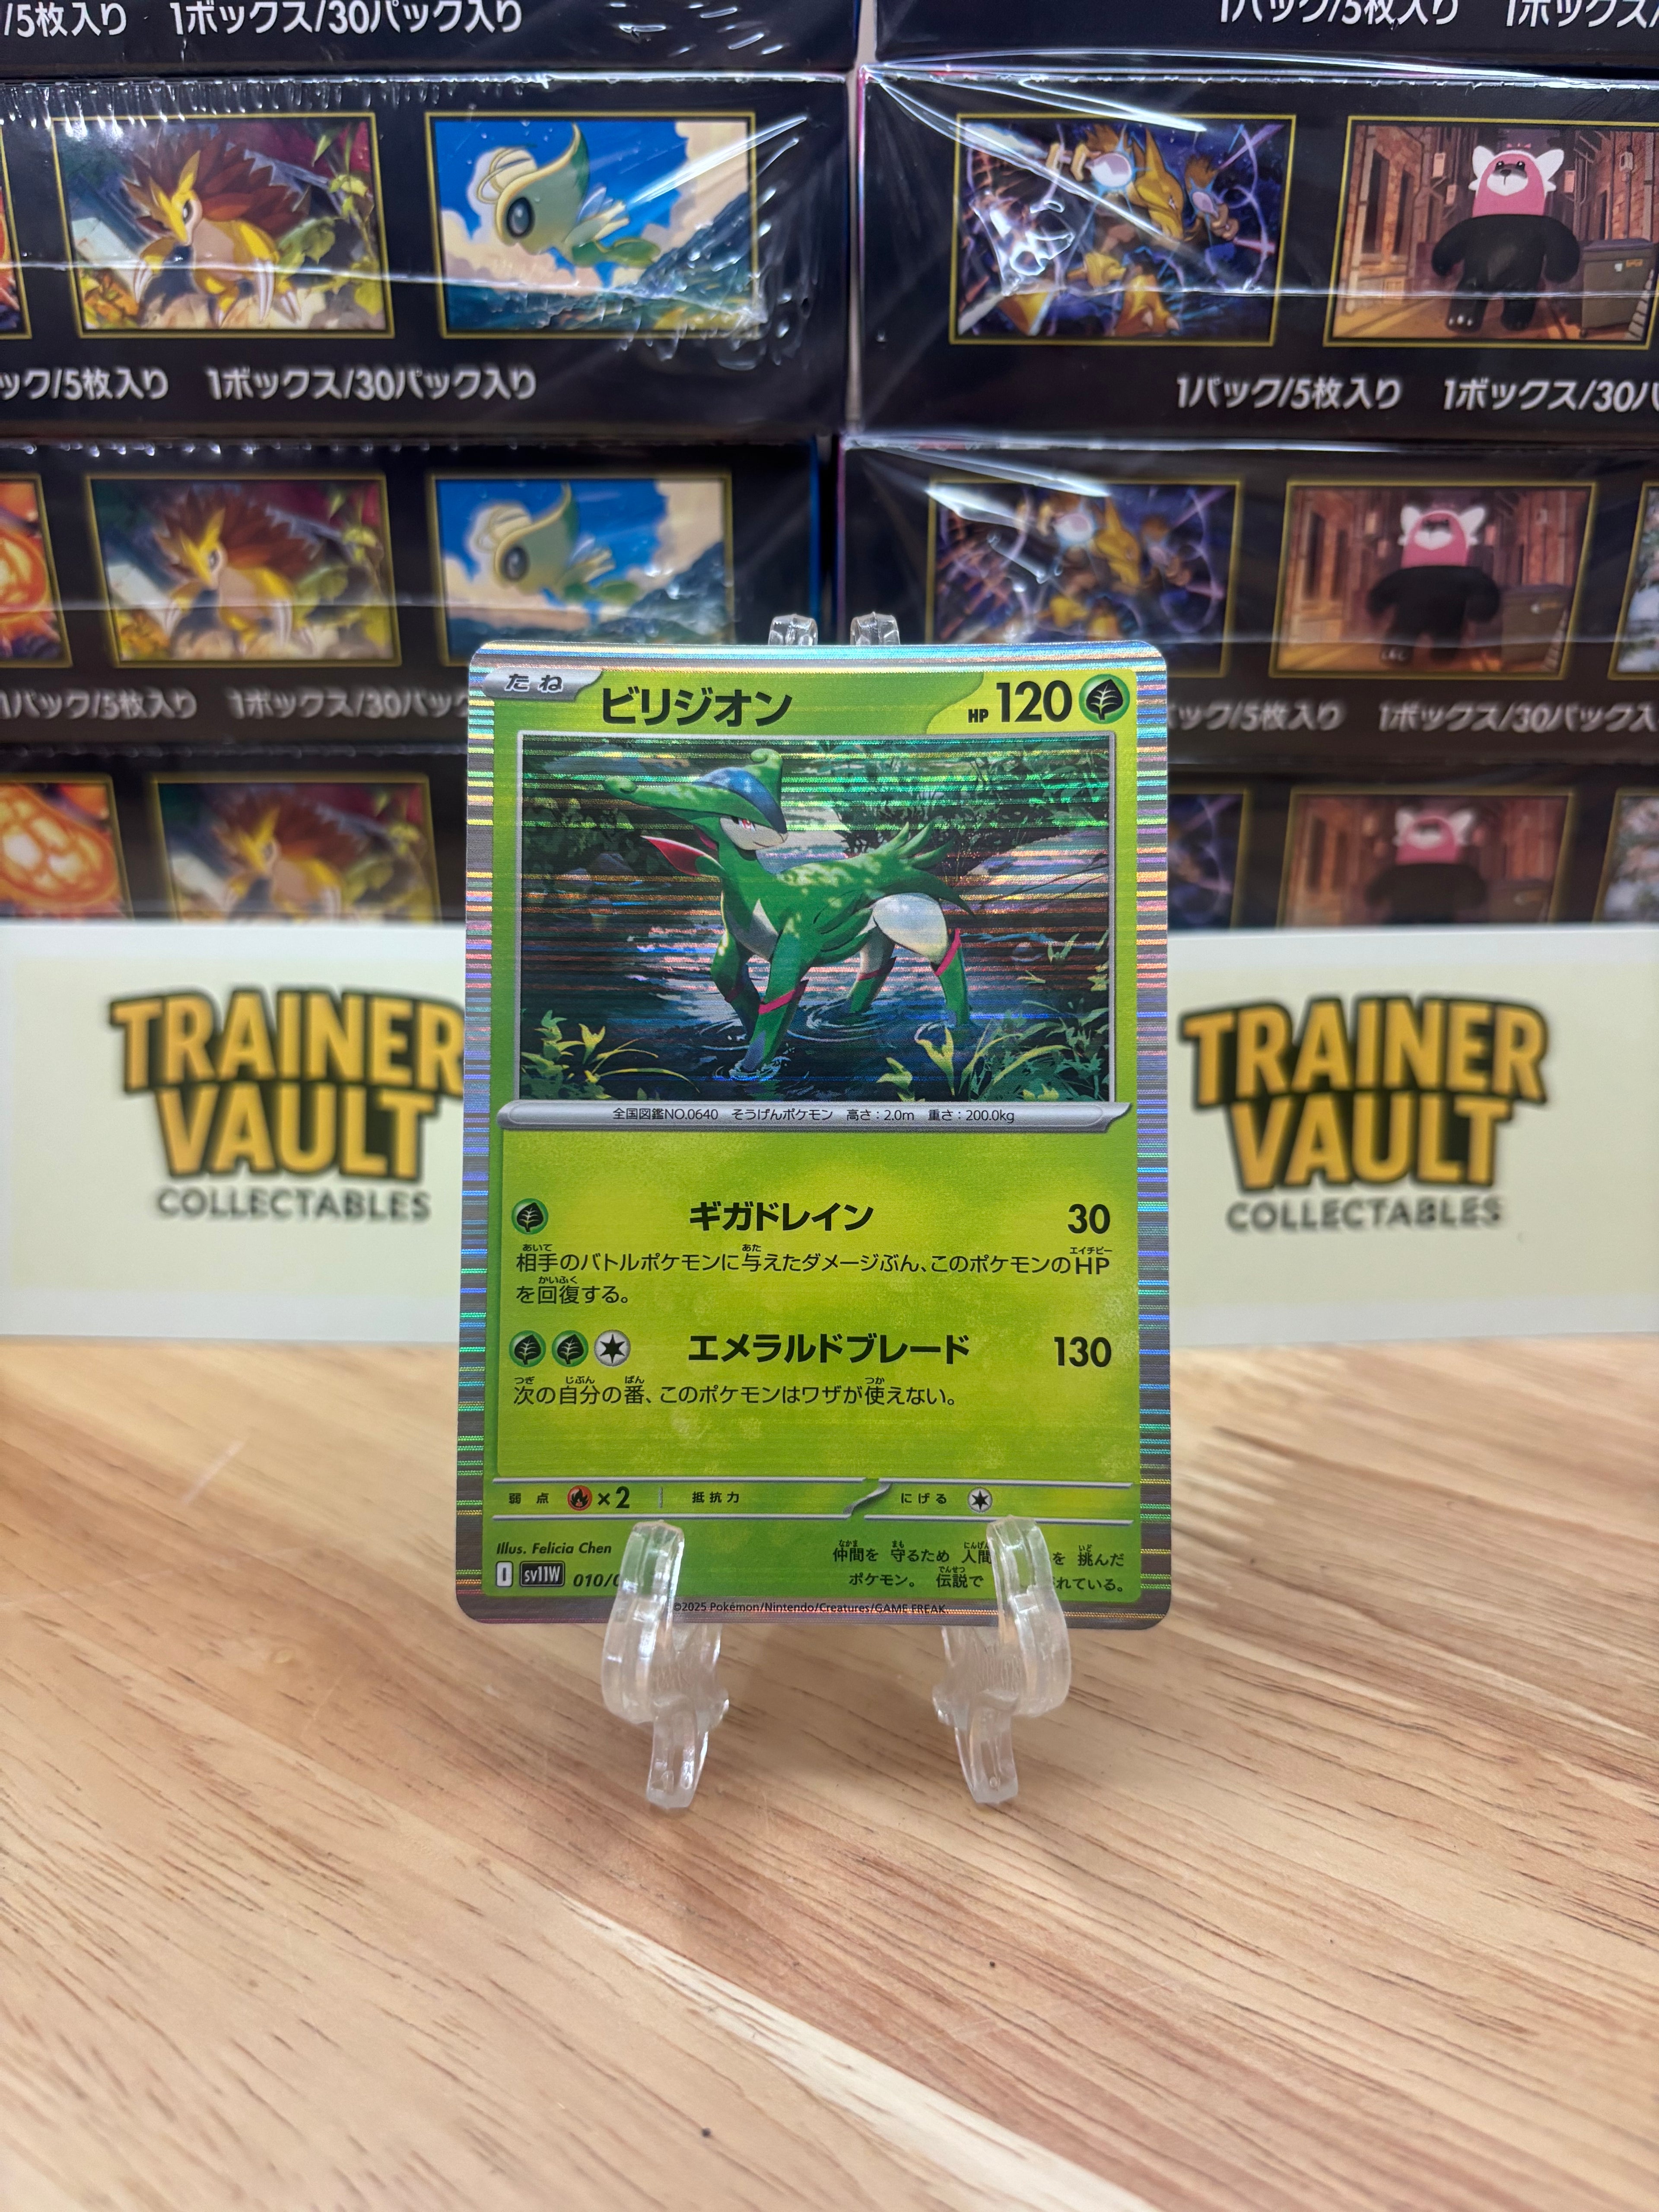 /5枚入り 1ボックス/30パック入り
1パック/5枚入り 1ボックス/
ック/5枚入り 1ボックス/30パック入り
1パック/5枚入り 1ボックス/30パ
1パック/5枚入り 1ボックス/30パック
ック/5枚入り 1ボックス/30パック入
たね ビリジオン HP 120
全国図鑑NO.0640 そうげんポケモン 高さ:2.0m 重さ:200.0kg
ギガドレイン 30
相手のバトルポケモンに与えたダメージぶん、このポケモンのHP
を回復する。
エメラルドブレード 130
次の自分の番、このポケモンはワザが使えない。
弱点 ×2 抵抗力 にげる
Illus. Felicia Chen
仲間を 守るため 人間 を 挑んだ
I sv11W 010/
ポケモン。 伝説で れている。
©2025 Pokémon/Nintendo/Creatures/GAME FREAK
TRAINER
VAULT
COLLECTABLES
TRAINER
VAULT
COLLECTABLES